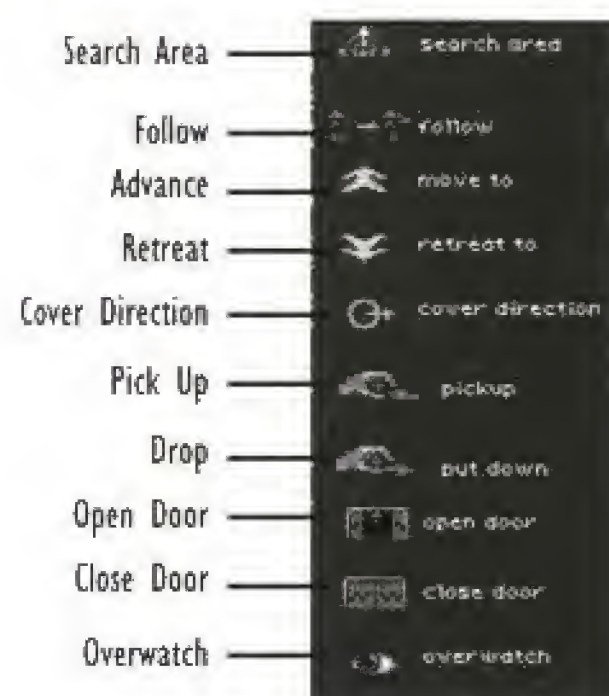 Search Area search area
Follow follow
Advance move to
Retreat retreat to
Cover Direction cover direction
Pick Up pickup
Drop put down
Open Door open door
Close Door close door
Overwatch overwatch